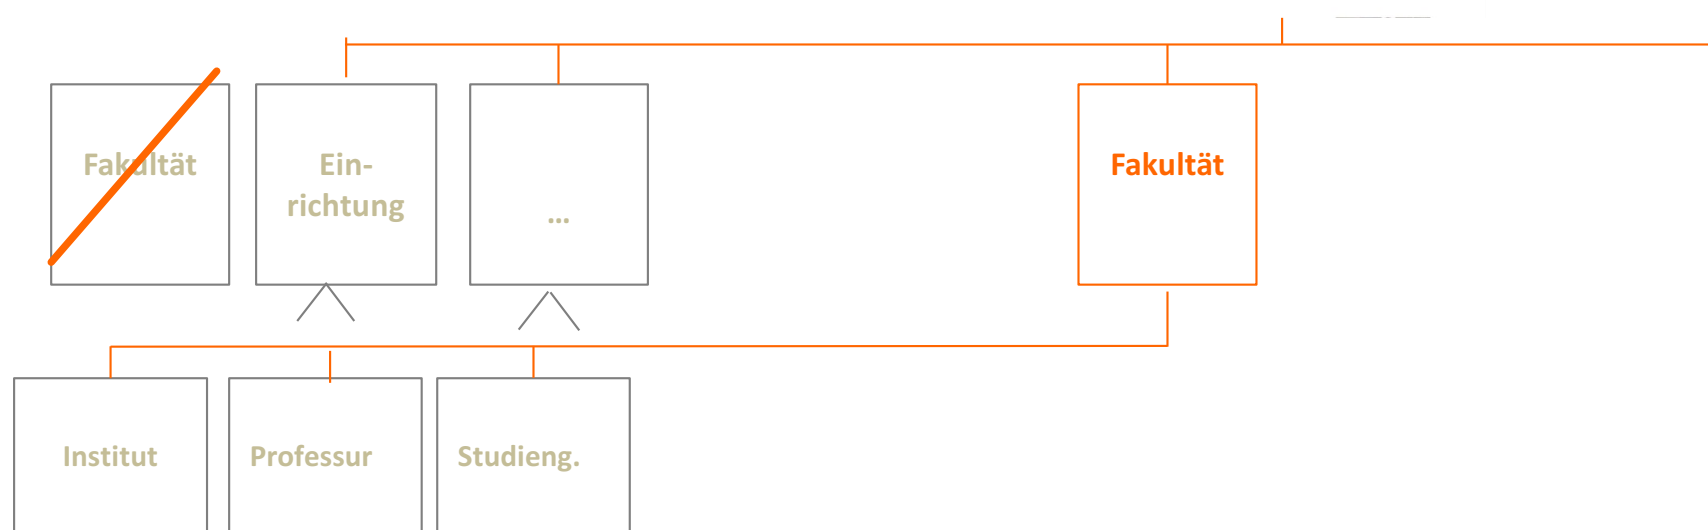 Fakultät
Ein-
richtung
...
Fakultät
Institut
Professur
Studieng.